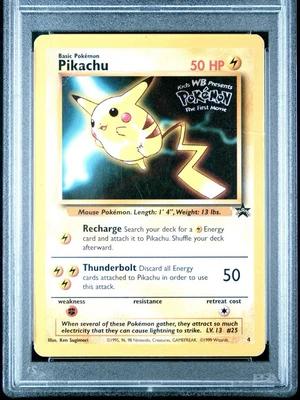 Basic Pokémon
Pikachu 50 HP
Kids WB Presents
POKÉMON
The First Movie
Mouse Pokémon. Length: 1' 4", Weight: 13 lbs.
Recharge Search your deck for a Energy
card and attach it to Pikachu. Shuffle your deck
afterward.
Thunderbolt Discard all Energy
cards attached to Pikachu in order to use
this attack.
50
weakness resistance retreat cost
When several of these Pokémon gather, they attract so much
electricity that they can cause lightning to strike. LV. 13 #25
Illus. Ken Sugimori ©1995, 96, 98 Nintendo, Creatures, GAMEFREAK. ©1999 Wizards. 4
PSA